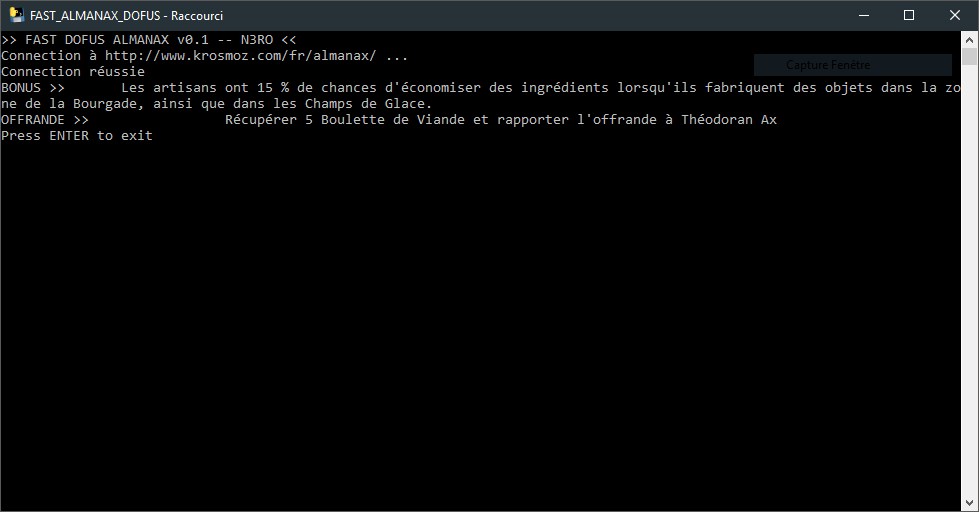 FAST_ALMANAX_DOFUS - Raccourci
>> FAST DOFUS ALMANAX v0.1 -- N3RO <<
Connection à http://www.krosmoz.com/fr/almanax/ ...
Capture Fenêtre
Connection réussie
BONUS >>       Les artisans ont 15 % de chances d'économiser des ingrédients lorsqu'ils fabriquent des objets dans la zo
ne de la Bourgade, ainsi que dans les Champs de Glace.
OFFRANDE >>                 Récupérer 5 Boulette de Viande et rapporter l'offrande à Théodoran Ax
Press ENTER to exit